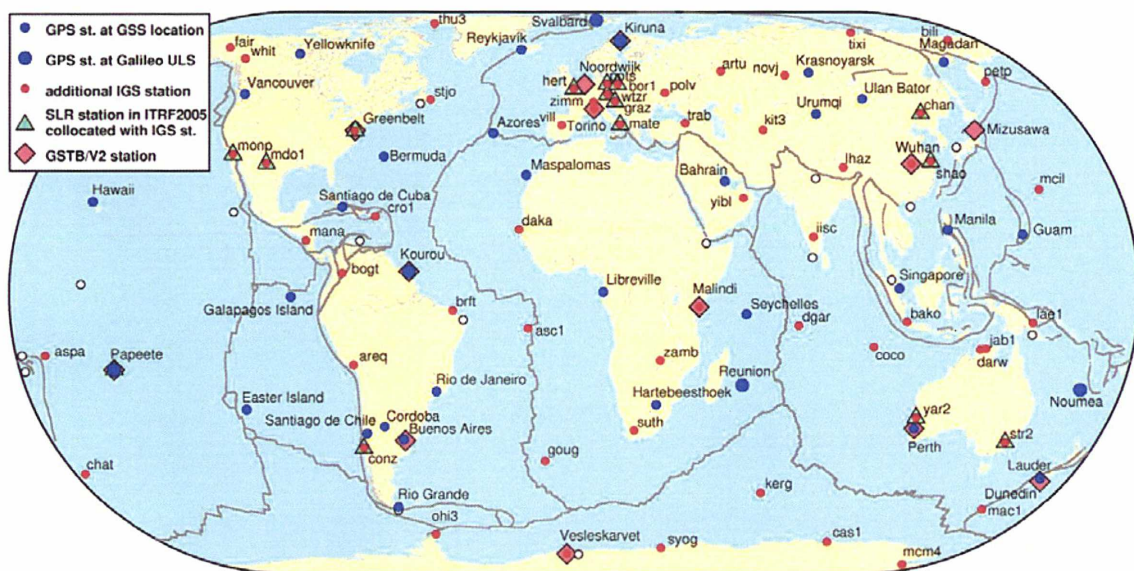 GPS st. at GSS location
GPS st. at Galileo ULS
additional IGS station
SLR station in ITRF2005
collocated with IGS st.
GSTB/V2 station
thu3
Svalbard
Kiruna
tixi
bili
Magadan
fair
whit
Yellowknife
Reykjavík
Noordwijk
artu
novj
Krasnoyarsk
petp
Vancouver
stjo
hert
pots
bor1
wtzr
polv
Ulan Bator
zimm
graz
Urumqi
chan
Greenbelt
Azores
vill
Torino
mate
trab
kit3
Mizusawa
monp
mdo1
Bermuda
Maspalomas
Bahrain
lhaz
Wuhan
shao
Hawaii
Santiago de Cuba
cro1
yibl
mcil
mana
daka
iisc
Manila
Guam
bogt
Kourou
Libreville
Singapore
Galapagos Island
brft
Malindi
Seychelles
asc1
dgar
bako
lae1
aspa
Papeete
areq
zamb
coco
jab1
darw
Rio de Janeiro
Reunion
Easter Island
Hartebeesthoek
Noumea
Santiago de Chile
Cordoba
Buenos Aires
suth
yar2
Perth
str2
conz
goug
chat
Lauder
Rio Grande
kerg
Dunedin
mac1
ohi3
Vesleskarvet
syog
cas1
mcm4